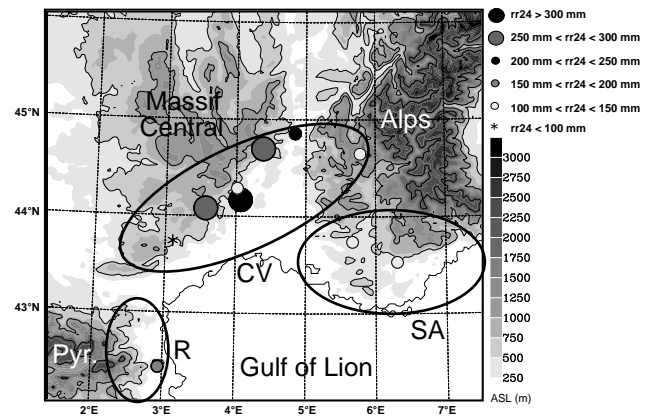 rr24 > 300 mm
250 mm < rr24 < 300 mm
200 mm < rr24 < 250 mm
150 mm < rr24 < 200 mm
100 mm < rr24 < 150 mm
rr24 < 100 mm
Massif
Central
Alps
45°N
44°N
43°N
CV
SA
Pyr.
R
Gulf of Lion
3000
2750
2500
2250
2000
1750
1500
1250
1000
750
500
250
ASL (m)
2°E 3°E 4°E 5°E 6°E 7°E